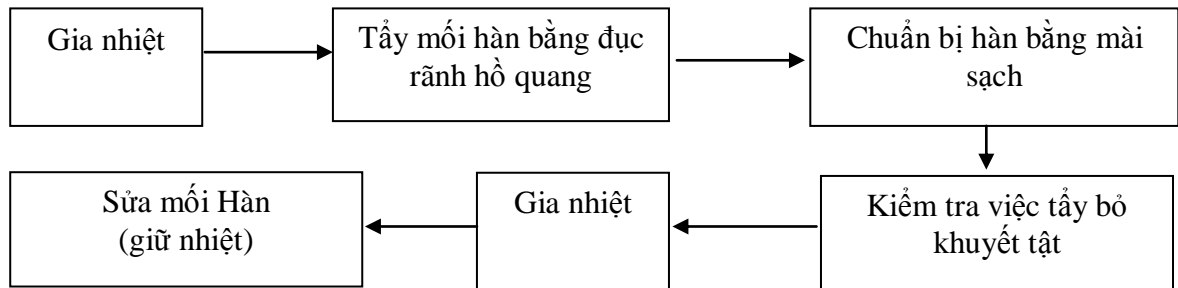 Gia nhiệt
Tẩy mối hàn bằng đục
rãnh hồ quang
Chuẩn bị hàn bằng mài
sạch
Kiểm tra việc tẩy bỏ
khuyết tật
Gia nhiệt
Sửa mối Hàn
(giữ nhiệt)